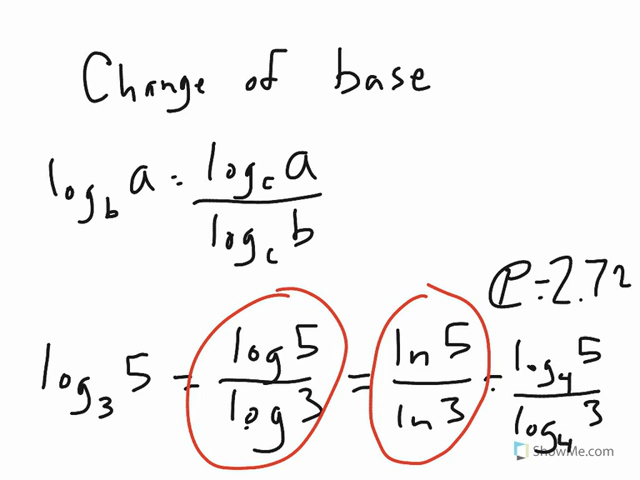 Change of base
log_b a = log_c a / log_c b
e = 2.72
log_3 5 = log 5 / log 3 = ln 5 / ln 3 = log_4 5 / log_4 3
ShowMe.com